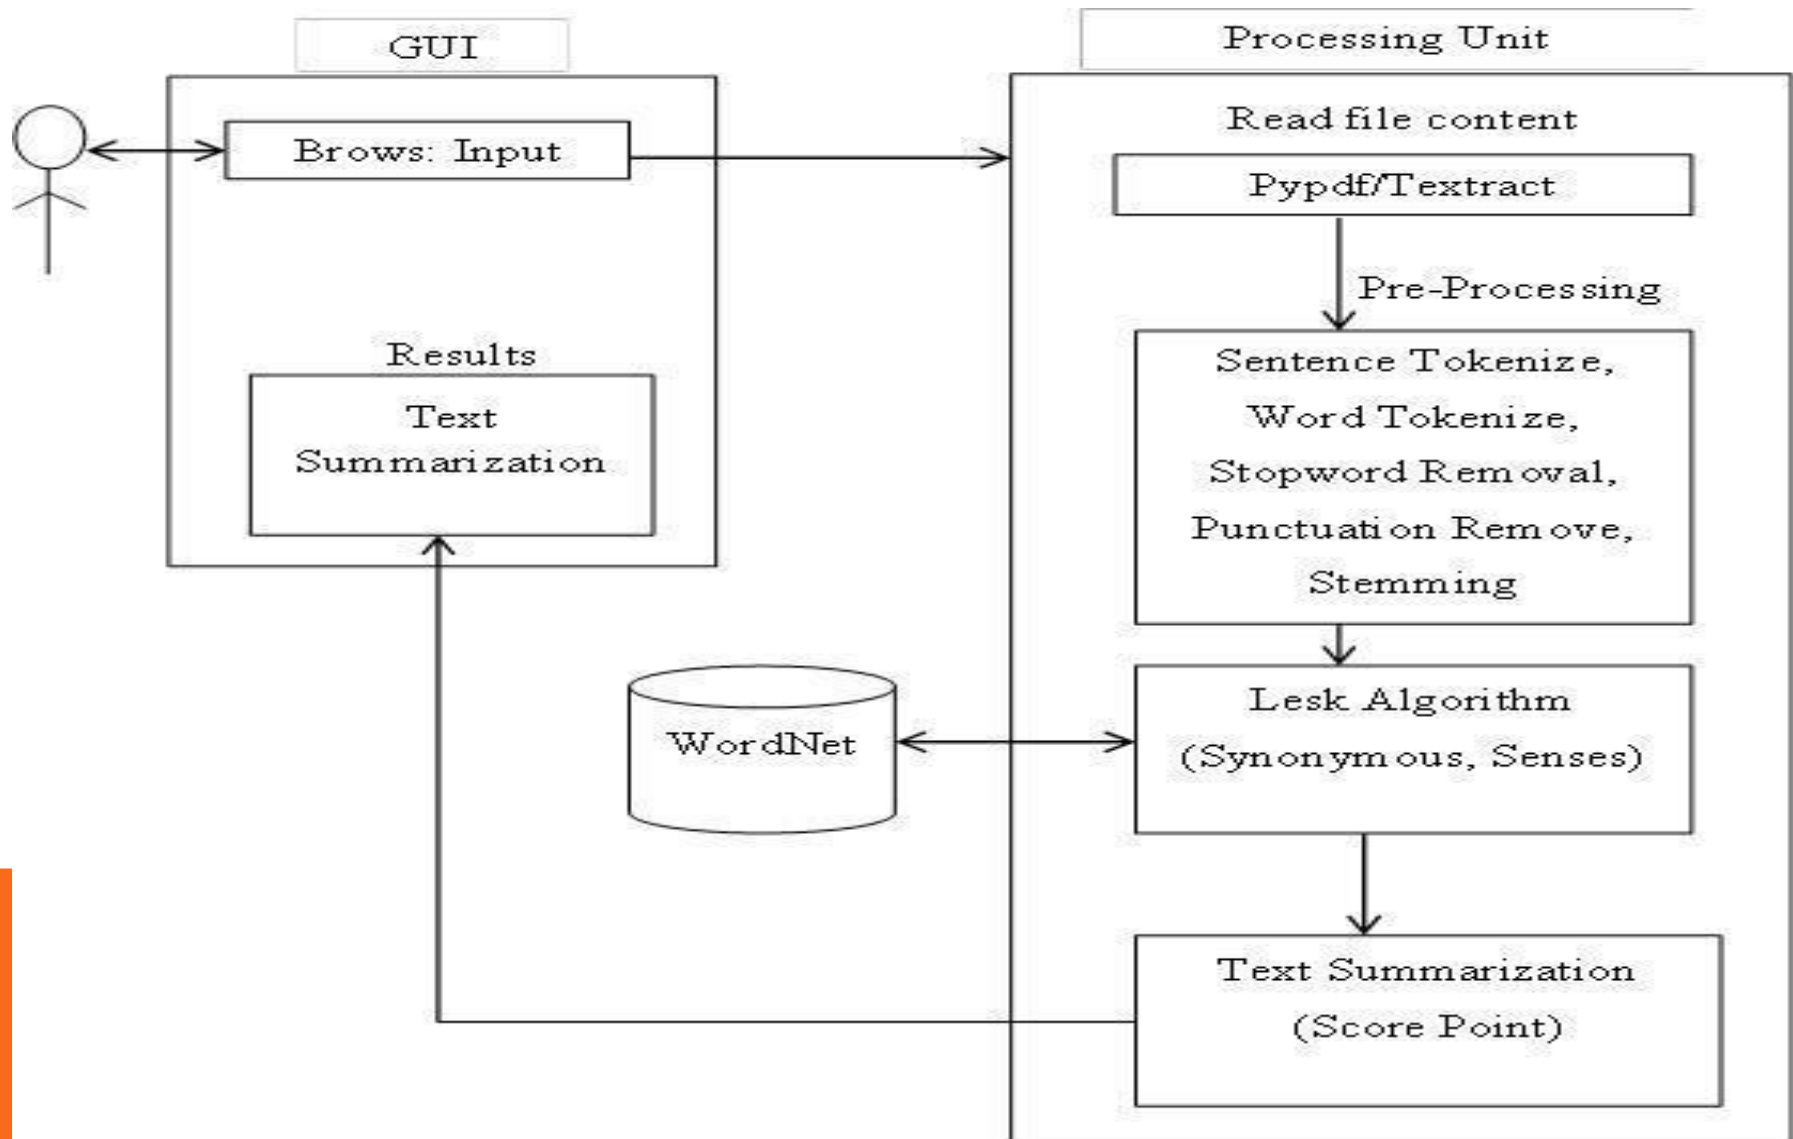 GUI
Brows: Input
Results
Text
Summarization
WordNet
Processing Unit
Read file content
Pypdf/Textract
Pre-Processing
Sentence Tokenize,
Word Tokenize,
Stopword Removal,
Punctuation Remove,
Stemming
Lesk Algorithm
(Synonymous, Senses)
Text Summarization
(Score Point)